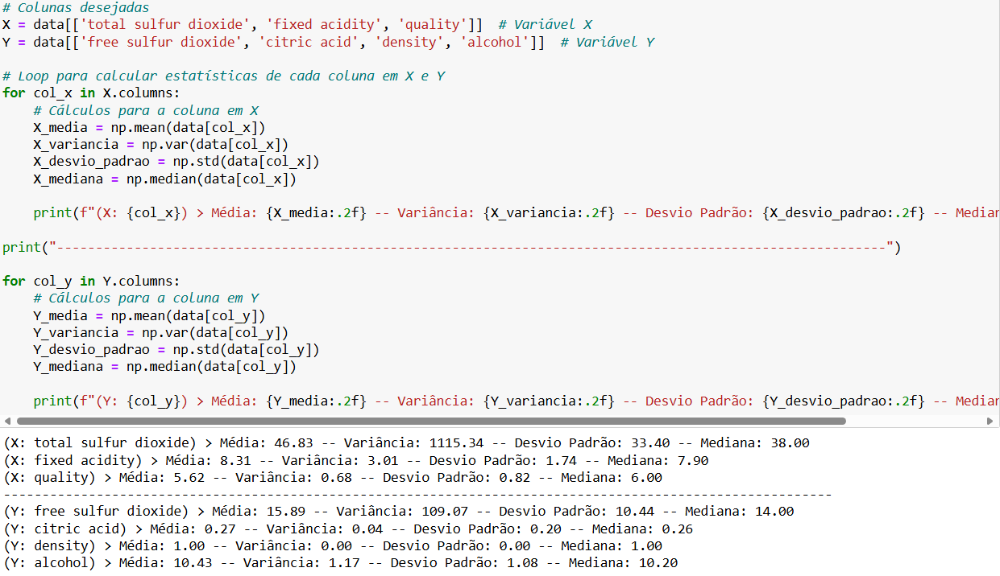 # Colunas desejadas
X = data[['total sulfur dioxide', 'fixed acidity', 'quality']]  # Variável X
Y = data[['free sulfur dioxide', 'citric acid', 'density', 'alcohol']]  # Variável Y
# Loop para calcular estatísticas de cada coluna em X e Y
for col_x in X.columns:
    # Cálculos para a coluna em X
    X_media = np.mean(data[col_x])
    X_variancia = np.var(data[col_x])
    X_desvio_padrao = np.std(data[col_x])
    X_mediana = np.median(data[col_x])
    print(f"(X: {col_x}) > Média: {X_media:.2f} -- Variância: {X_variancia:.2f} -- Desvio Padrão: {X_desvio_padrao:.2f} -- Median
print("-----------------------------------------------------------------------------------------------------------")
for col_y in Y.columns:
    # Cálculos para a coluna em Y
    Y_media = np.mean(data[col_y])
    Y_variancia = np.var(data[col_y])
    Y_desvio_padrao = np.std(data[col_y])
    Y_mediana = np.median(data[col_y])
    print(f"(Y: {col_y}) > Média: {Y_media:.2f} -- Variância: {Y_variancia:.2f} -- Desvio Padrão: {Y_desvio_padrao:.2f} -- Median
(X: total sulfur dioxide) > Média: 46.83 -- Variância: 1115.34 -- Desvio Padrão: 33.40 -- Mediana: 38.00
(X: fixed acidity) > Média: 8.31 -- Variância: 3.01 -- Desvio Padrão: 1.74 -- Mediana: 7.90
(X: quality) > Média: 5.62 -- Variância: 0.68 -- Desvio Padrão: 0.82 -- Mediana: 6.00
-----------------------------------------------------------------------------------------------------------
(Y: free sulfur dioxide) > Média: 15.89 -- Variância: 109.07 -- Desvio Padrão: 10.44 -- Mediana: 14.00
(Y: citric acid) > Média: 0.27 -- Variância: 0.04 -- Desvio Padrão: 0.20 -- Mediana: 0.26
(Y: density) > Média: 1.00 -- Variância: 0.00 -- Desvio Padrão: 0.00 -- Mediana: 1.00
(Y: alcohol) > Média: 10.43 -- Variância: 1.17 -- Desvio Padrão: 1.08 -- Mediana: 10.20